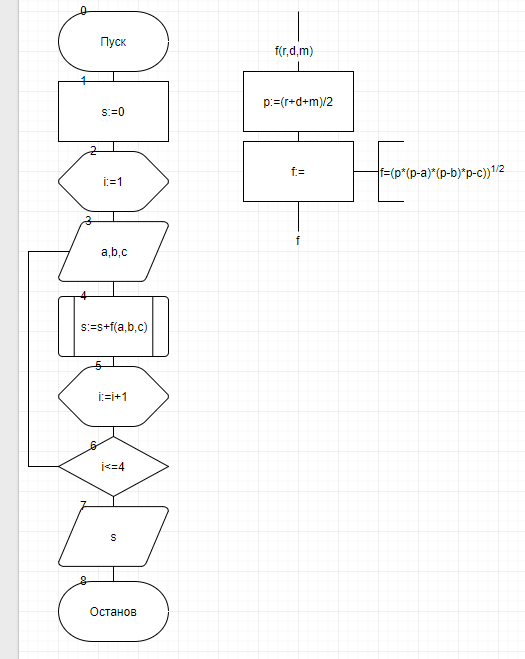 0
Пуск
1
s:=0
2
i:=1
3
a,b,c
4
s:=s+f(a,b,c)
5
i:=i+1
6
i<=4
7
s
8
Останов
f(r,d,m)
p:=(r+d+m)/2
f:=
f=(p*(p-a)*(p-b)*p-c))1/2
f